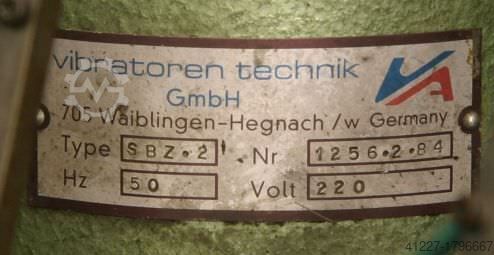 vibratoren technik
GmbH
VA
705 Waiblingen-Hegnach/w Germany
Type SBZ.2 Nr 1256.2.84
Hz 50 Volt 220
41227-1796667